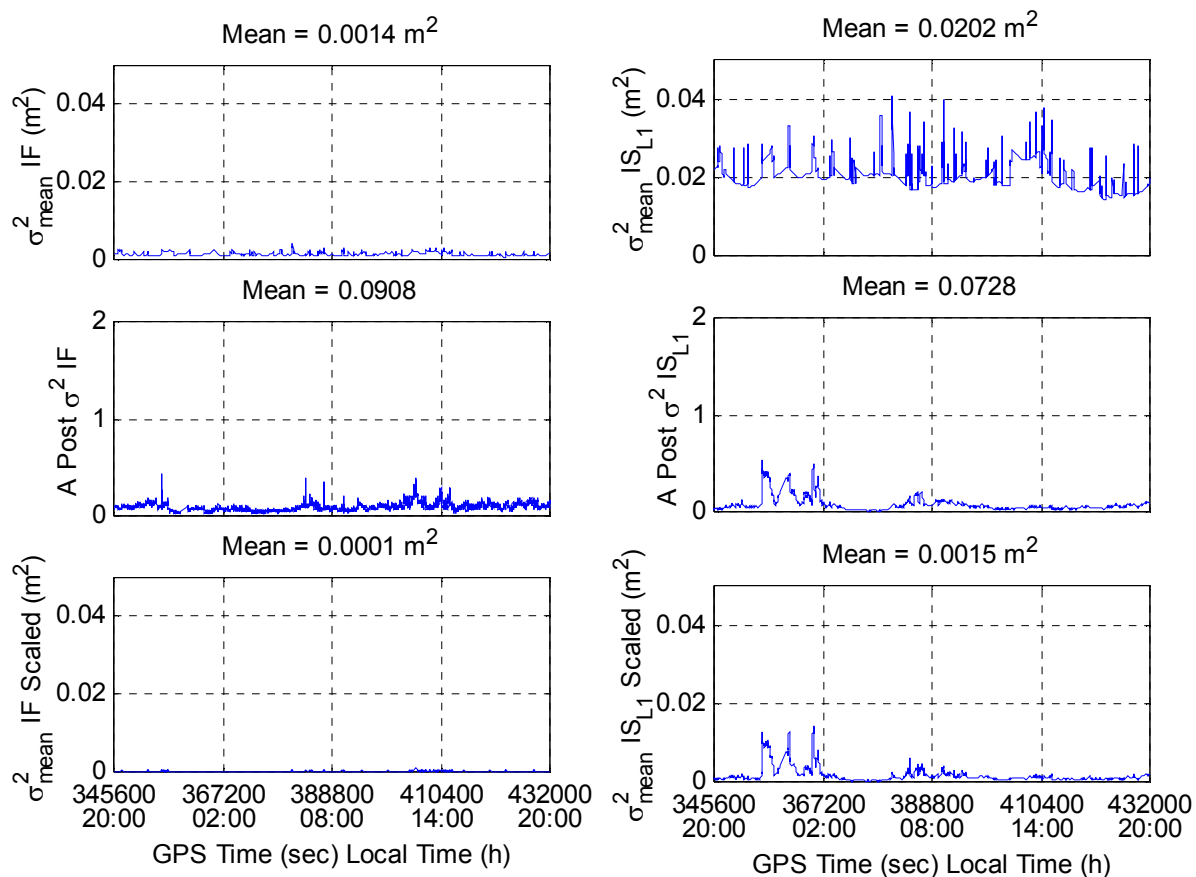 Mean = 0.0014 m²
σ²mean IF (m²)
0.04
0.02
0
Mean = 0.0908
A Post σ² IF
2
1
0
Mean = 0.0001 m²
σ²mean IF Scaled (m²)
0.04
0.02
0
345600 367200 388800 410400 432000
20:00 02:00 08:00 14:00 20:00
GPS Time (sec) Local Time (h)
Mean = 0.0202 m²
σ²mean IS_L1 (m²)
0.04
0.02
0
Mean = 0.0728
A Post σ² IS_L1
2
1
0
Mean = 0.0015 m²
σ²mean IS_L1 Scaled (m²)
0.04
0.02
0
345600 367200 388800 410400 432000
20:00 02:00 08:00 14:00 20:00
GPS Time (sec) Local Time (h)